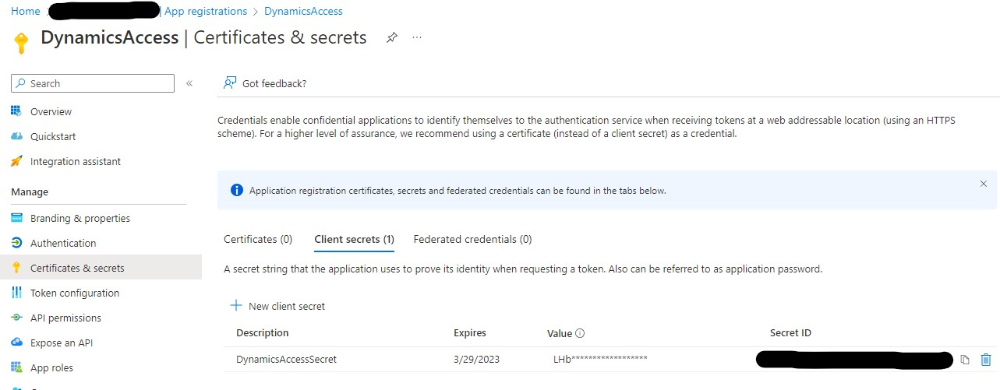 Home > App registrations > DynamicsAccess
DynamicsAccess | Certificates & secrets ...
Search «
Got feedback?
Overview
Quickstart
Integration assistant
Manage
Branding & properties
Authentication
Certificates & secrets
Token configuration
API permissions
Expose an API
App roles
Credentials enable confidential applications to identify themselves to the authentication service when receiving tokens at a web addressable location (using an HTTPS
scheme). For a higher level of assurance, we recommend using a certificate (instead of a client secret) as a credential.
Application registration certificates, secrets and federated credentials can be found in the tabs below.
Certificates (0) Client secrets (1) Federated credentials (0)
A secret string that the application uses to prove its identity when requesting a token. Also can be referred to as application password.
New client secret
Description Expires Value Secret ID
DynamicsAccessSecret 3/29/2023 LHb******************